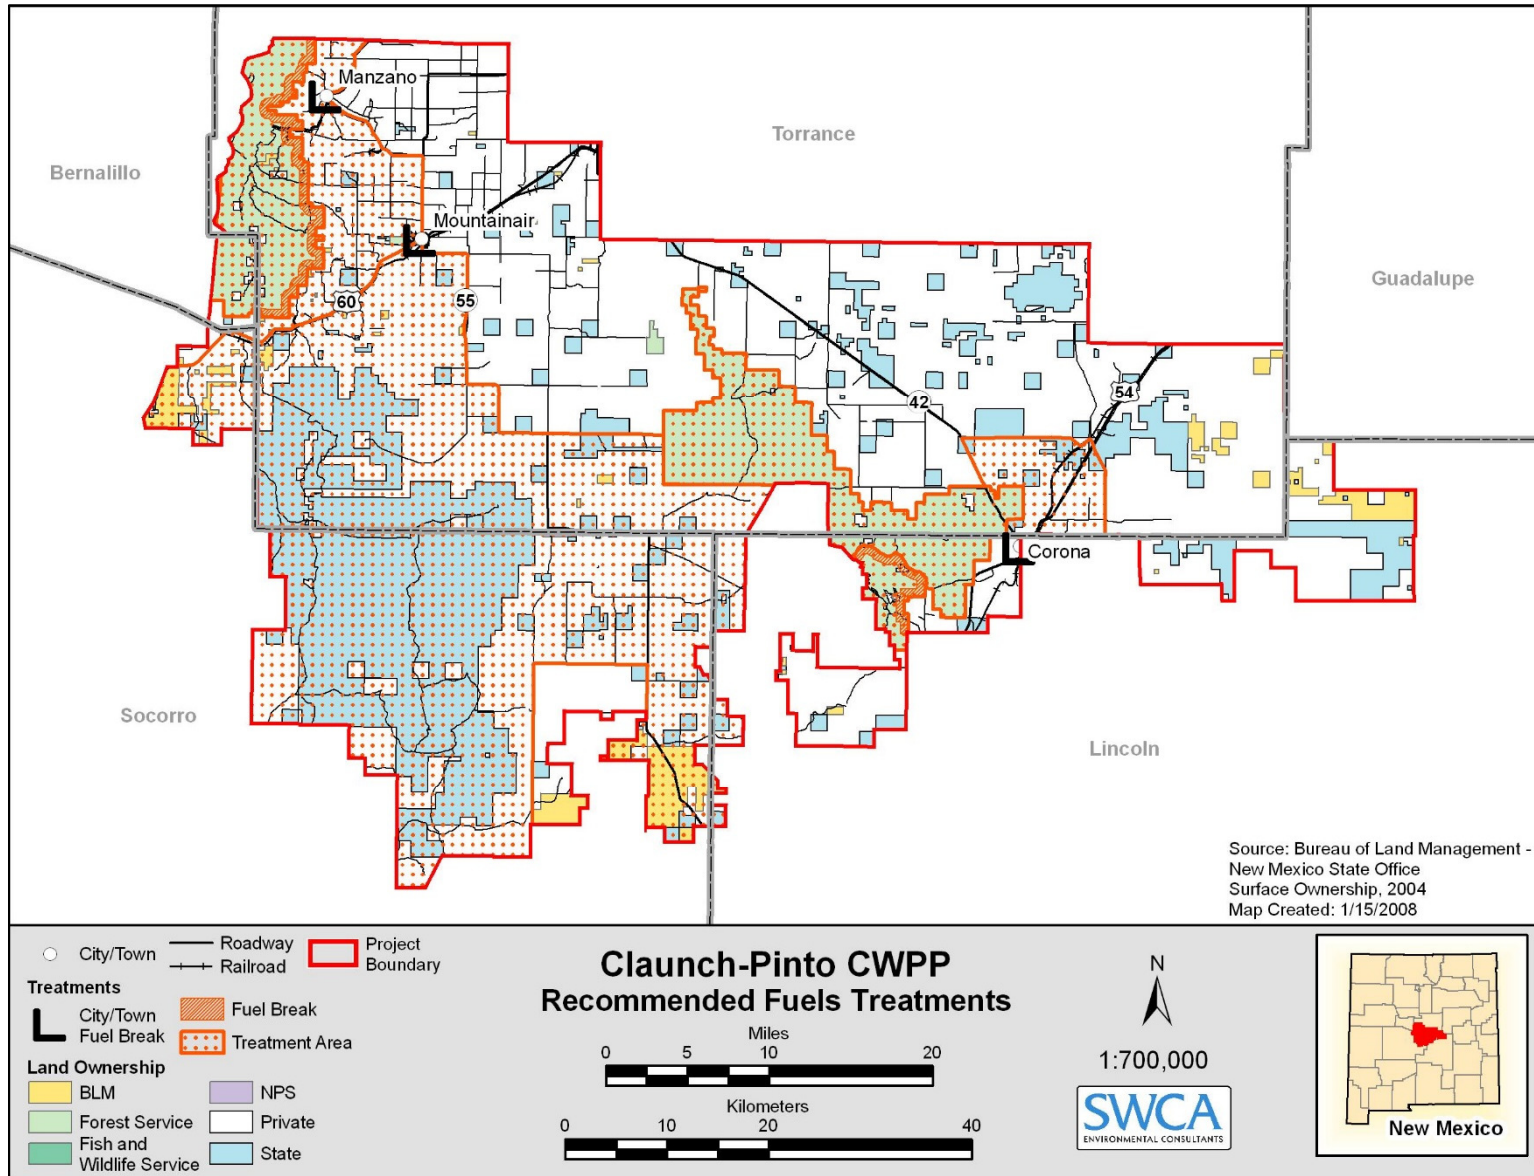 Manzano
Torrance
Bernalillo
Mountainair
Guadalupe
60
55
54
42
Corona
Socorro
Lincoln
Source: Bureau of Land Management -
New Mexico State Office
Surface Ownership, 2004
Map Created: 1/15/2008
City/Town
Roadway
Railroad
Project
Boundary
Treatments
City/Town
Fuel Break
Fuel Break
Treatment Area
Land Ownership
BLM
NPS
Forest Service
Private
Fish and
Wildlife Service
State
Claunch-Pinto CWPP
Recommended Fuels Treatments
Miles
0 5 10 20
Kilometers
0 10 20 40
N
1:700,000
SWCA
ENVIRONMENTAL CONSULTANTS
New Mexico